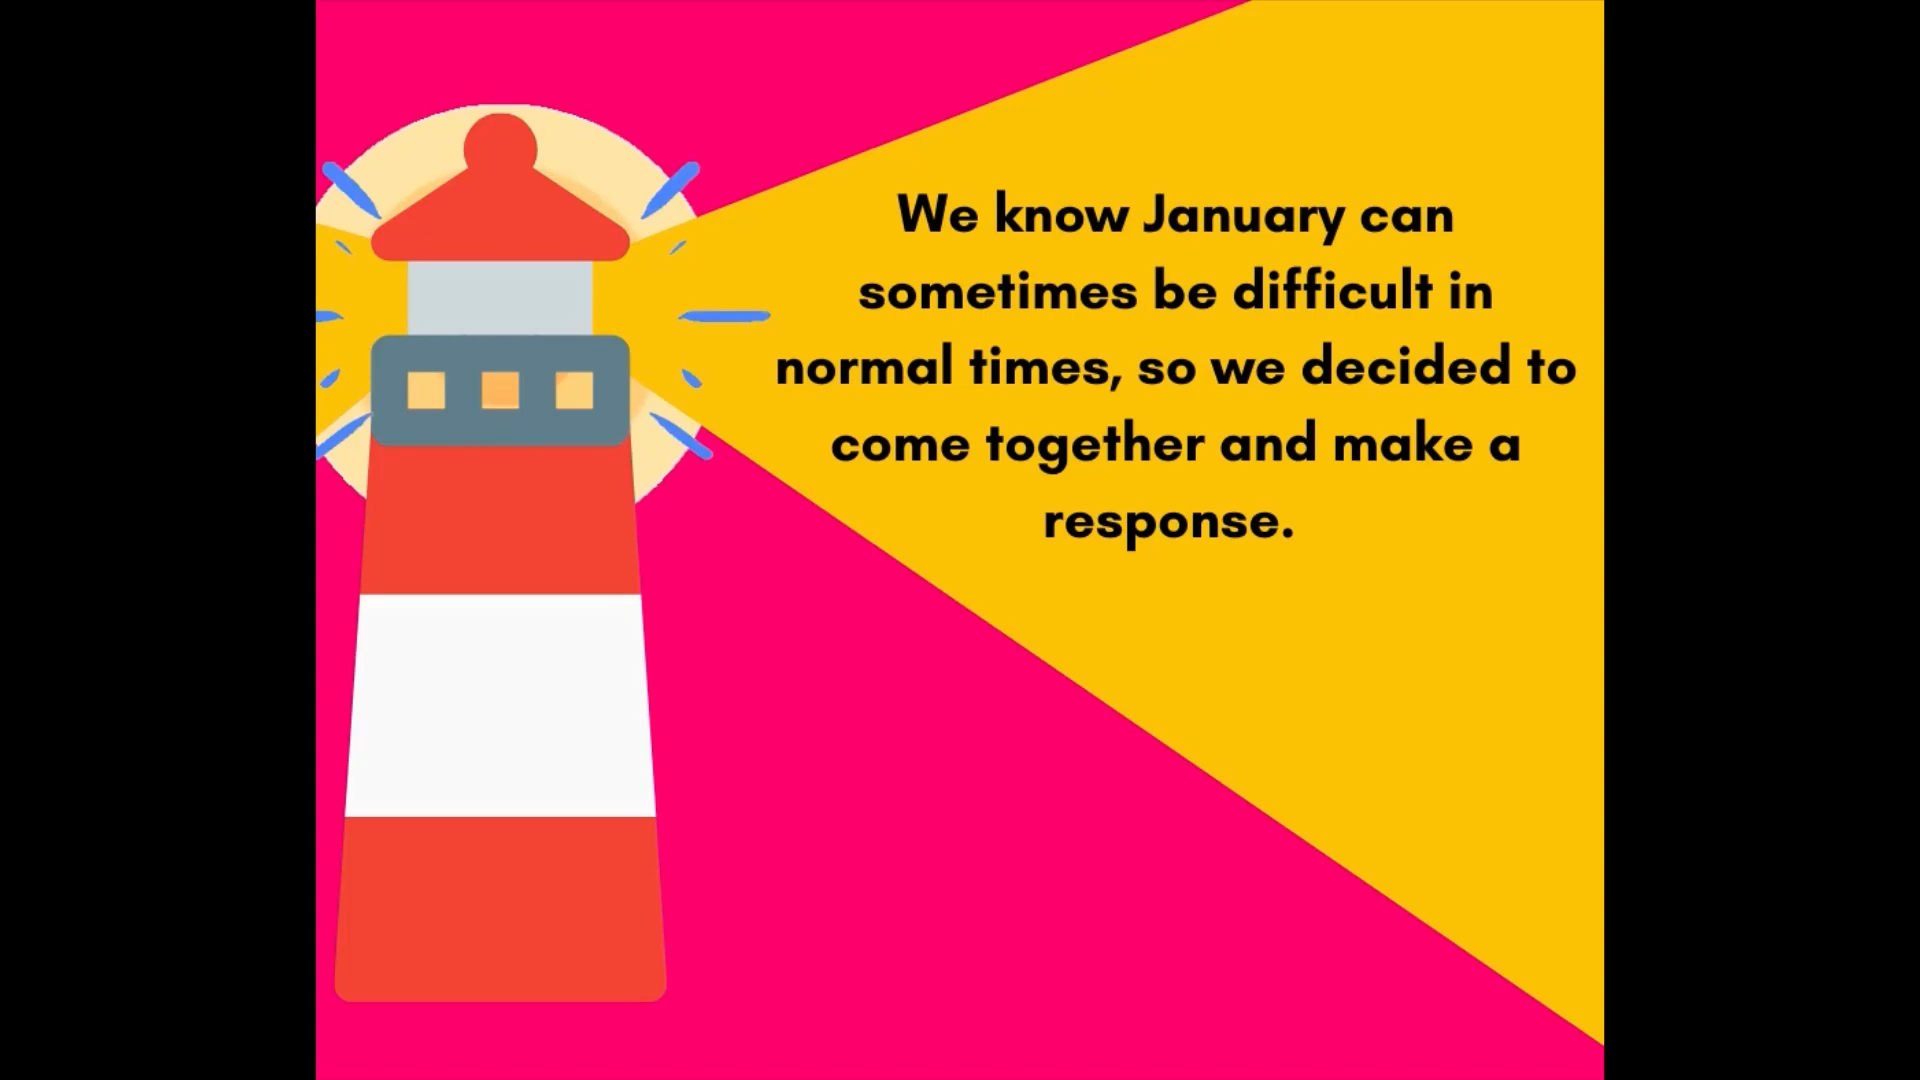 We know January can
sometimes be difficult in
normal times, so we decided to
come together and make a
response.